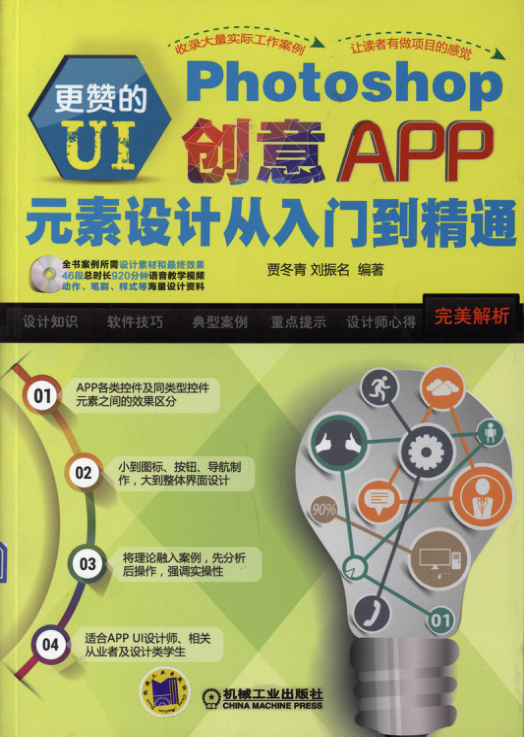 收录大量实际工作案例
让读者有做项目的感觉
更赞的
UI
Photoshop
创意APP
元素设计从入门到精通
全书案例所需设计素材和最终效果
46段总时长920分钟语音教学视频
动作、笔刷、样式等海量设计资料
贾冬青 刘振名 编著
设计知识 软件技巧 典型案例 重点提示 设计师心得 完美解析
01
APP各类控件及同类型控件
元素之间的效果区分
02
小到图标、按钮、导航制
作，大到整体界面设计
03
将理论融入案例，先分析
后操作，强调实操性
04
适合APP UI设计师、相关
从业者及设计类学生
90%
01
机械工业出版社
CHINA MACHINE PRESS